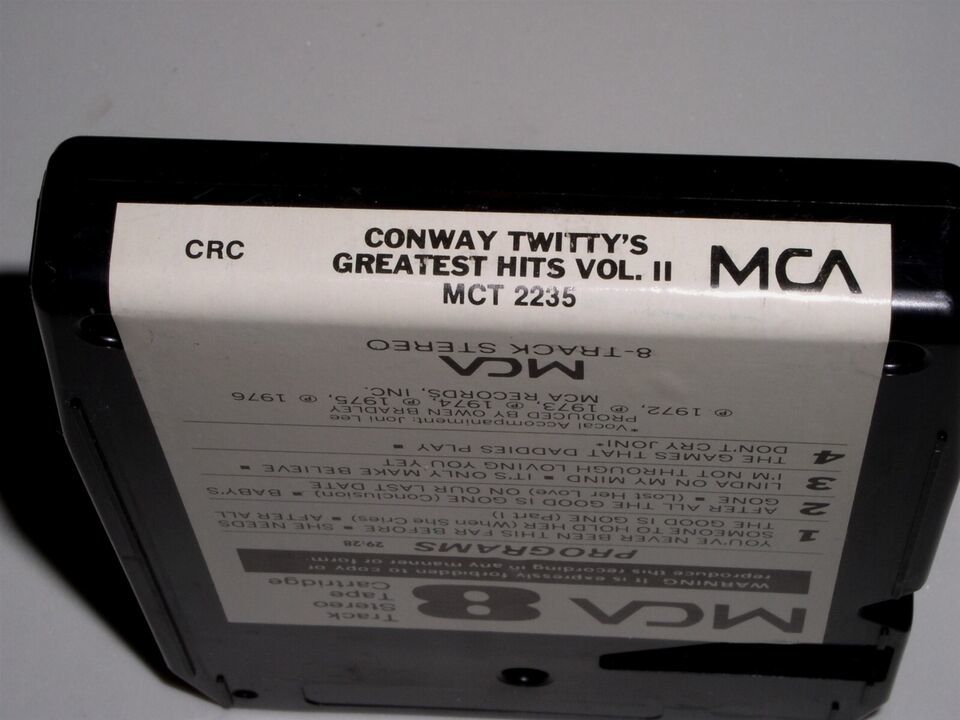 CRC
CONWAY TWITTY'S
GREATEST HITS VOL. II
MCT 2235
MCA
MCA 8 Track
Stereo
Tape
Cartridge
WARNING: It is expressly forbidden to copy or
reproduce this recording in any manner or form.
PROGRAMS 29:28
1 YOU'VE NEVER BEEN THIS FAR BEFORE ▪ SHE NEEDS
SOMEONE TO HOLD HER (When She Cries) ▪ AFTER ALL
THE GOOD IS GONE (Part I)
2 AFTER ALL THE GOOD IS GONE (Conclusion) ▪ BABY'S
GONE ▪ (Lost Her Love) ON OUR LAST DATE
3 LINDA ON MY MIND ▪ IT'S ONLY MAKE BELIEVE ▪
I'M NOT THROUGH LOVING YOU YET
4 THE GAMES THAT DADDIES PLAY ▪
DON'T CRY JONI*
*Vocal Accompaniment: Joni Lee
PRODUCED BY OWEN BRADLEY
℗ 1972, ℗ 1973, ℗ 1974, ℗ 1975, ℗ 1976
MCA RECORDS, INC.
MCA
8-TRACK STEREO